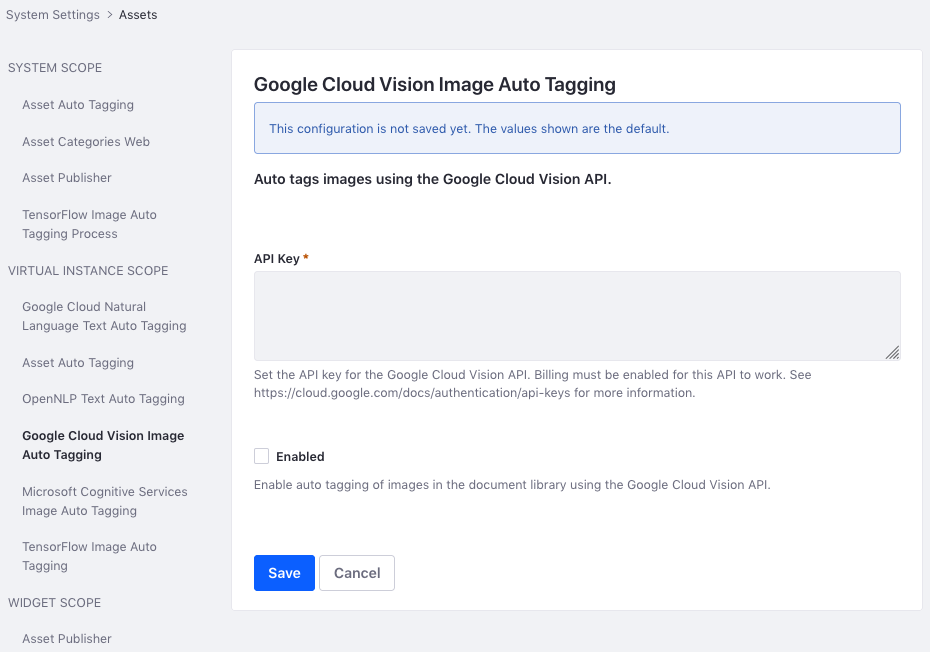 System Settings > Assets
SYSTEM SCOPE
Asset Auto Tagging
Asset Categories Web
Asset Publisher
TensorFlow Image Auto
Tagging Process
VIRTUAL INSTANCE SCOPE
Google Cloud Natural
Language Text Auto Tagging
Asset Auto Tagging
OpenNLP Text Auto Tagging
Google Cloud Vision Image
Auto Tagging
Microsoft Cognitive Services
Image Auto Tagging
TensorFlow Image Auto
Tagging
WIDGET SCOPE
Asset Publisher
Google Cloud Vision Image Auto Tagging
This configuration is not saved yet. The values shown are the default.
Auto tags images using the Google Cloud Vision API.
API Key *
Set the API key for the Google Cloud Vision API. Billing must be enabled for this API to work. See
https://cloud.google.com/docs/authentication/api-keys for more information.
Enabled
Enable auto tagging of images in the document library using the Google Cloud Vision API.
Save Cancel